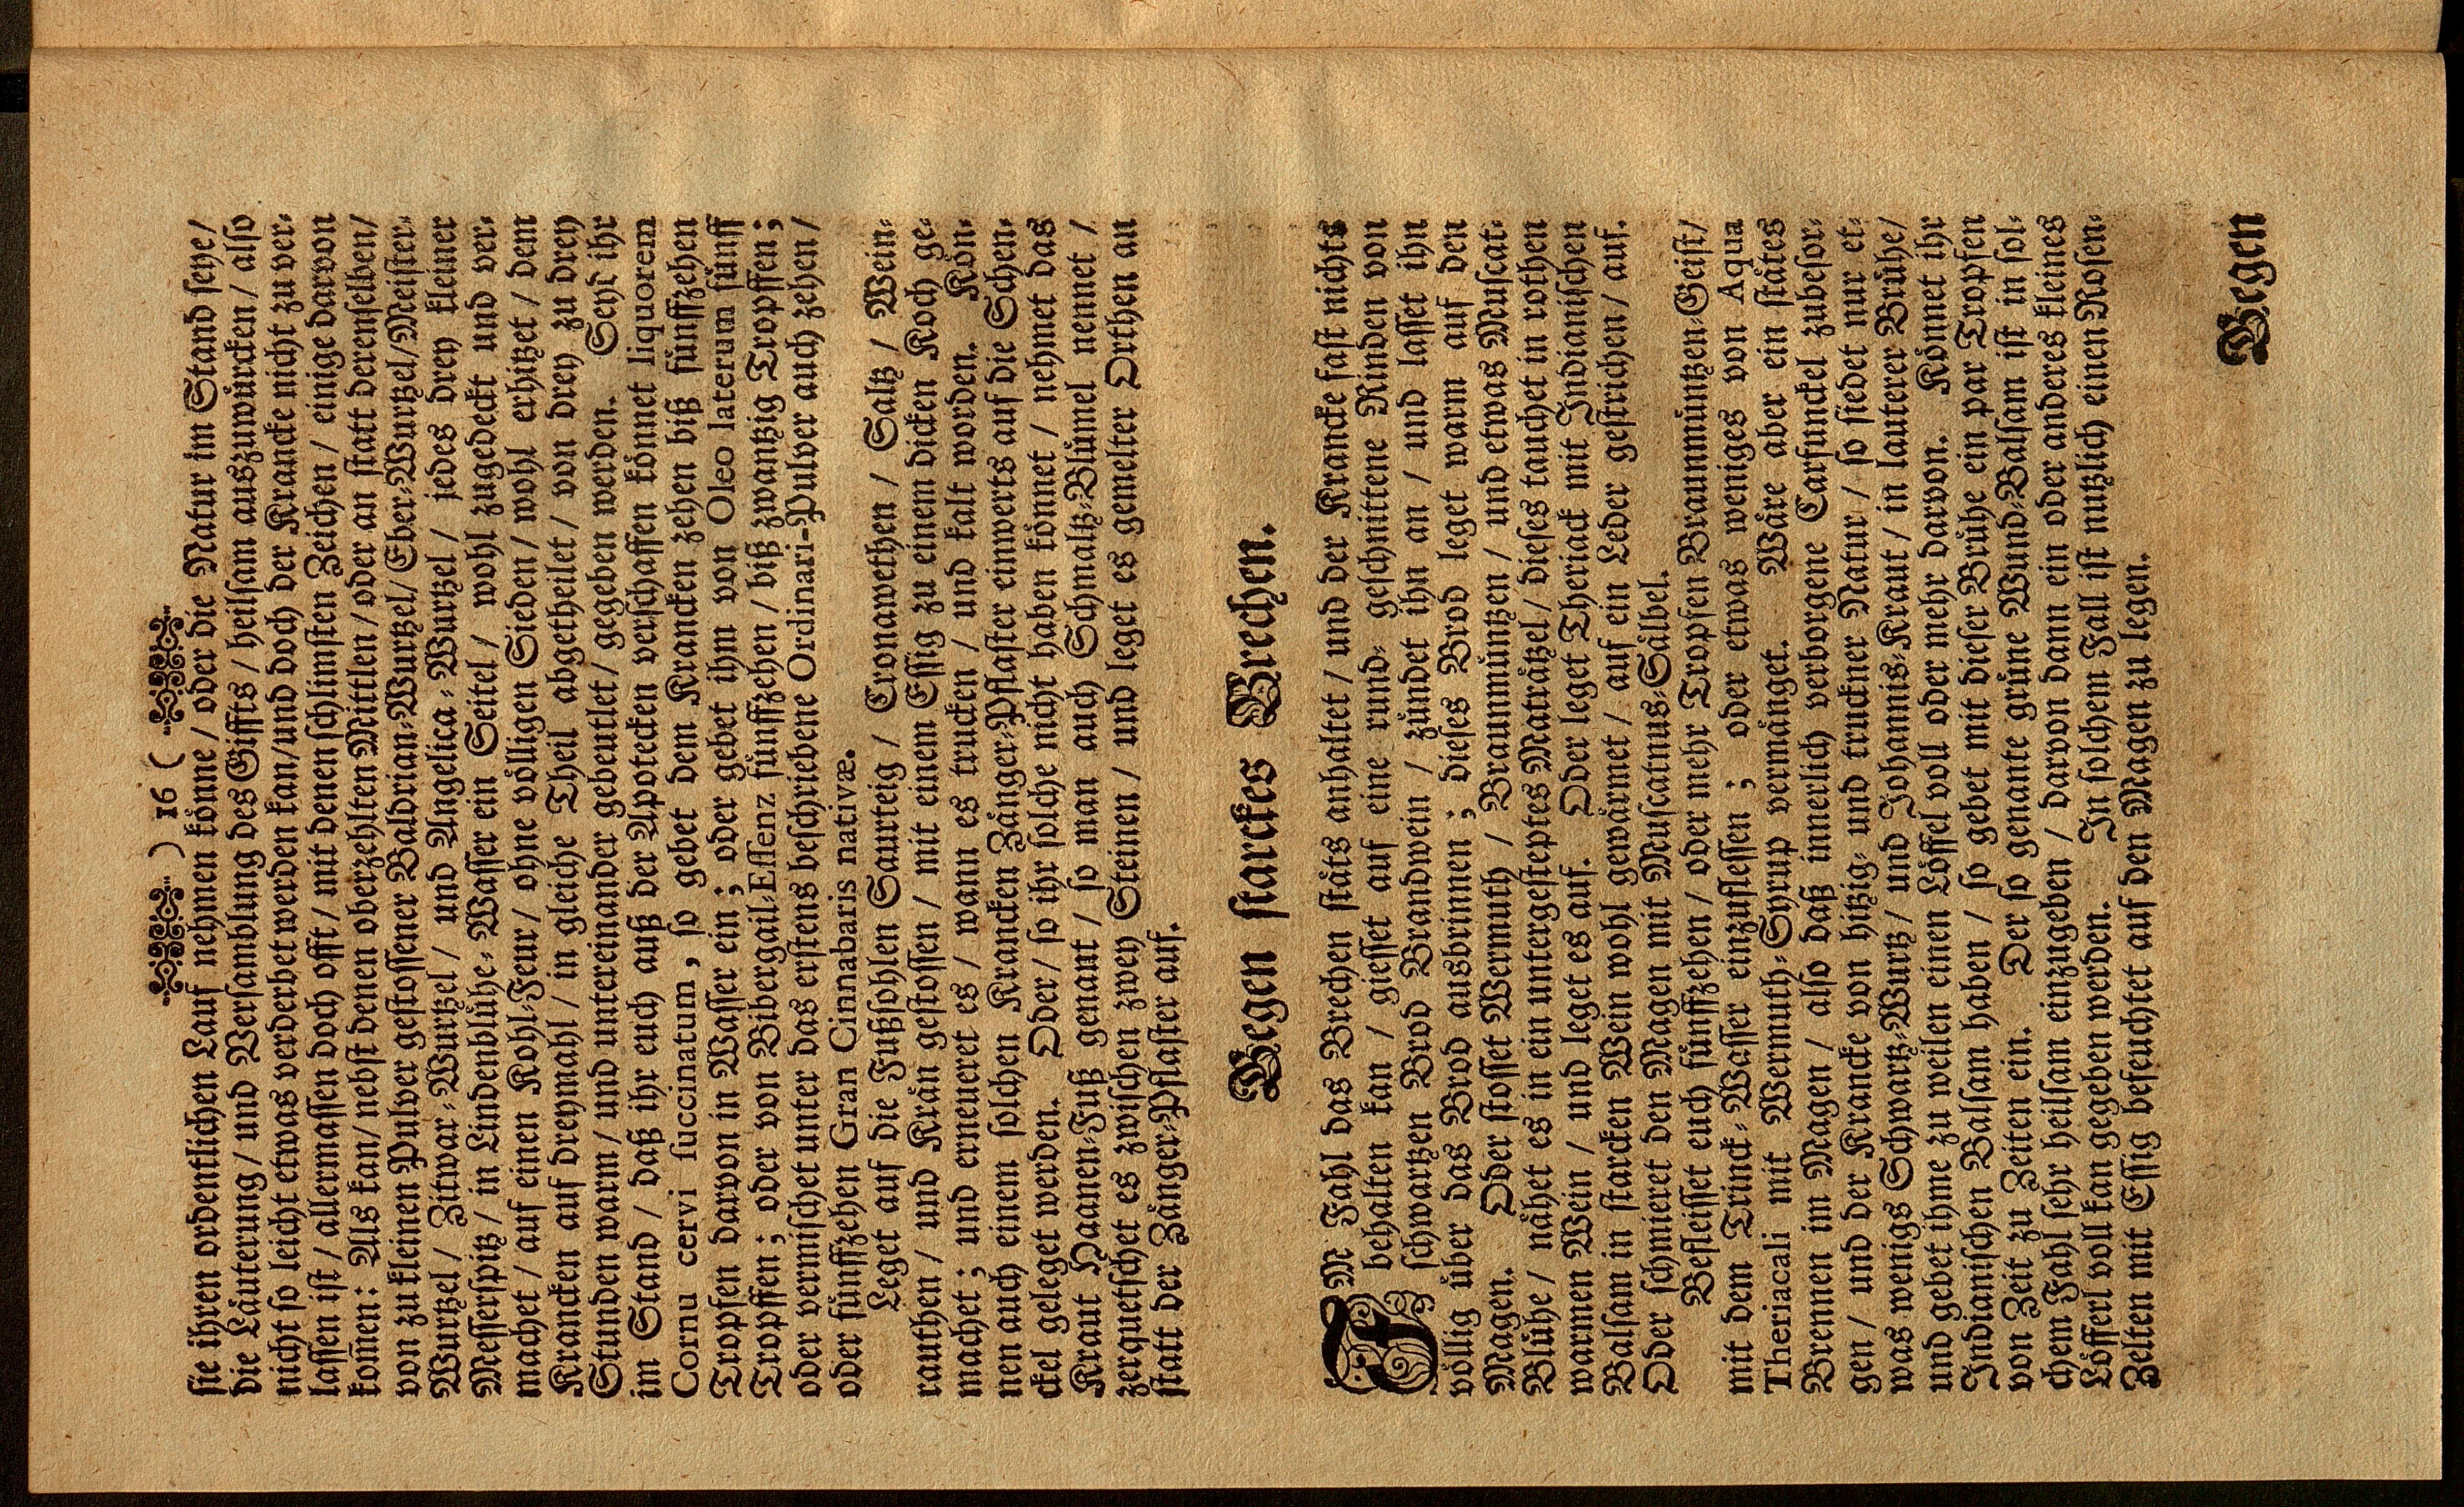 ) 16 (
sie ihren ordentlichen Lauf nehmen könne / oder die Natur im Stand seye /
die Läuterung / und Versamblung des Giffts / heilsam auszuwürcken / also
nicht so leicht etwas verderbet werden kan / und doch der Krancke nicht zu ver-
lassen ist / allermassen doch offt / mit denen schlimsten Zeichen / einige darvon
kom̃en: Als kan / nebst denen oberzehlten Mittlen / oder an statt derenselben /
von zu kleinen Pulver gestossener Baldrian-Wurtzel / Eber-Wurtzel / Meister-
Wurtzel / Zitwar-Wurtzel / und Angelica-Wurtzel / jedes drey kleiner
Messerspitz / in Lindenblühe-Wasser ein Seitel / wohl zugedeckt und ver-
machet / auf einen Kohl-Feur / ohne völligen Sieden / wohl erhitzet / dem
Krancken auf dreymahl / in gleiche Theil abgetheilet / von drey zu drey
Stunden warm / und untereinander gebeutlet / gegeben werden. Seyt ihr
im Stand / daß ihr euch auß der Apotecken verschaffen könnet liquorem
Cornu cervi succinatum, so gebet dem Krancken zehen biß fünffzehen
Tropfen darvon in Wasser ein; oder gebet ihm von Oleo laterum fünff
Tropffen; oder von Bibergail-Essenz fünffzehen / biß zwantzig Tropffen;
oder vermischet unter das erstens beschriebene Ordinari-Pulver auch zehen /
oder fünffzehen Gran Cinnabaris nativæ.
Leget auf die Fußsohlen Saurteig / Cronawethen / Saltz / Wein-
rauthen / und Krän gestossen / mit einem Essig zu einem dicken Koch ge-
machet; und erneueret es / wann es trucken / und kalt worden. Kön-
nen auch einem solchen Krancken Zänger-Pflaster einwerts auf die Schen-
ckel geleget werden. Oder / so ihr solche nicht haben könnet / nehmet das
Kraut Haanen-Fuß genant / so man auch Schmaltz-Blümel nennet /
zerquetschet es zwischen zwey Steinen / und leget es gemelter Orthen an
statt der Zänger-Pflaster auf.
Gegen starckes Brechen.
IM Fahl das Brechen stäts anhaltet / und der Krancke fast nichts
behalten kan / giesset auf eine rund-geschnittene Rinden von
schwartzen Brod Brandwein / zündet ihn an / und lasset ihn
völlig über das Brod ausbrinnen; dieses Brod leget warm auf den
Magen. Oder stosset Wermuth / Braunmüntzen / und etwas Muscat-
Blühe / nähet es in ein untergesteptes Matrátzel / dieses tauchet in rothen
warmen Wein / und leget es auf. Oder leget Theriack mit Indianischen
Balsam in starcken Wein wohl gewärmet / auf ein Leder gestrichen / auf.
Oder schmieret den Magen mit Muscatnus-Sälbel.
Befleisset euch fünffzehen / oder mehr Tropfen Braunmüntzen-Geist /
mit dem Trinck-Wasser einzuflessen; oder etwas weniges von Aqua
Theriacali mit Wermuth-Syrup vermänget. Wäre aber ein stätes
Brennen im Magen / also daß innerlich verborgene Carfunckel zubesor-
gen / und der Krancke von hitzig- und truckner Natur / so siedet nur et-
was wenigs Schwartz-Wurtz / und Johannis-Kraut / in lauterer Brühe /
und gebet ihme zu weilen einen Löffel voll oder mehr darvon. Könnet ihr
Indianischen Balsam haben / so gebet mit dieser Brühe ein par Tropfen
von Zeit zu Zeiten ein. Der so genante grüne Wund-Balsam ist in sol-
chem Fahl sehr heilsam einzugeben / darvon dann ein oder anderes kleines
Löfferl voll kan gegeben werden. In solchem Fall ist nutzlich einen Rosen-
Zelten mit Essig befeuchtet auf den Magen zu legen.
Gegen